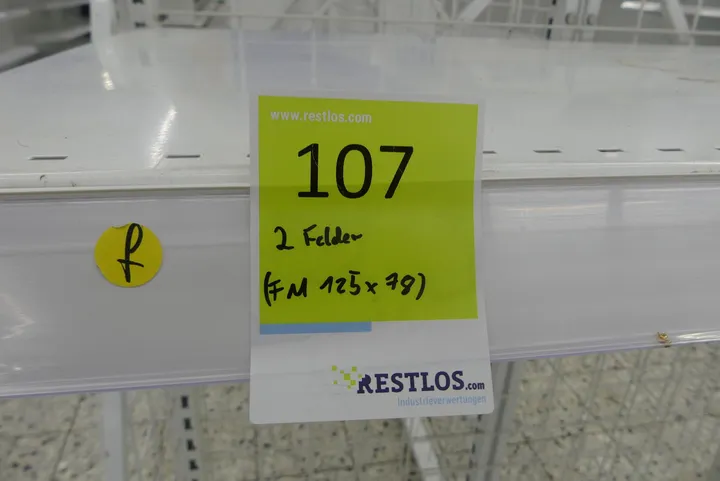 www.restlos.com
107
2 Felder
(FM 125 x 78)
f
RESTLOS.com
industrieverwertungen